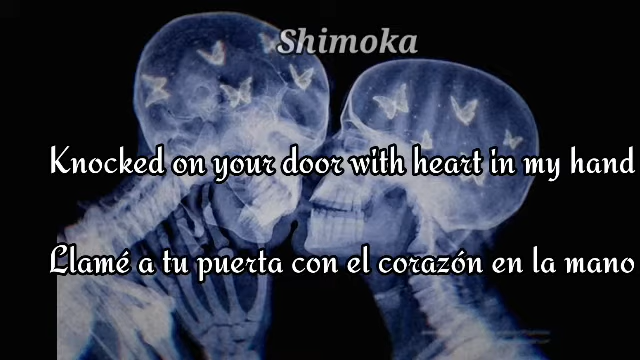 Shimoka
Knocked on your door with heart in my hand
Llamé a tu puerta con el corazón en la mano